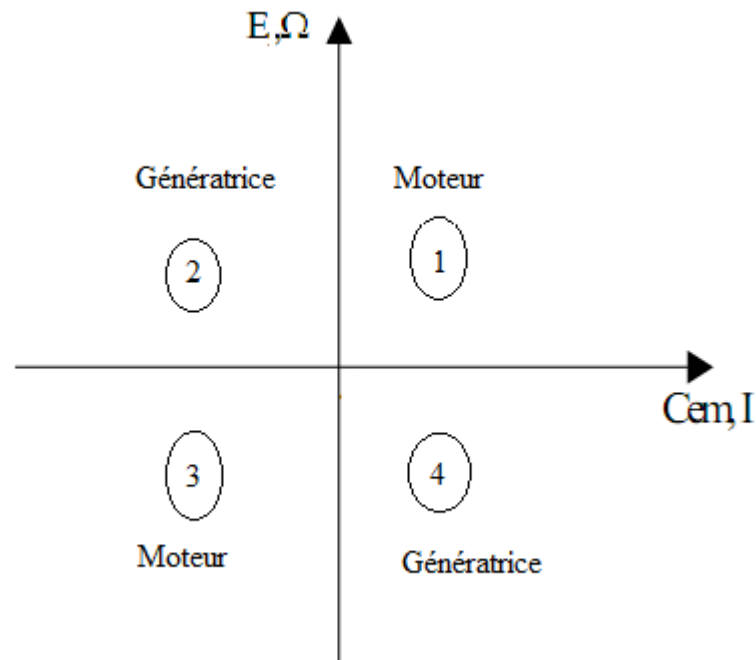 E,Ω
Génératrice
Moteur
2
1
Cem, I
3
4
Moteur
Génératrice